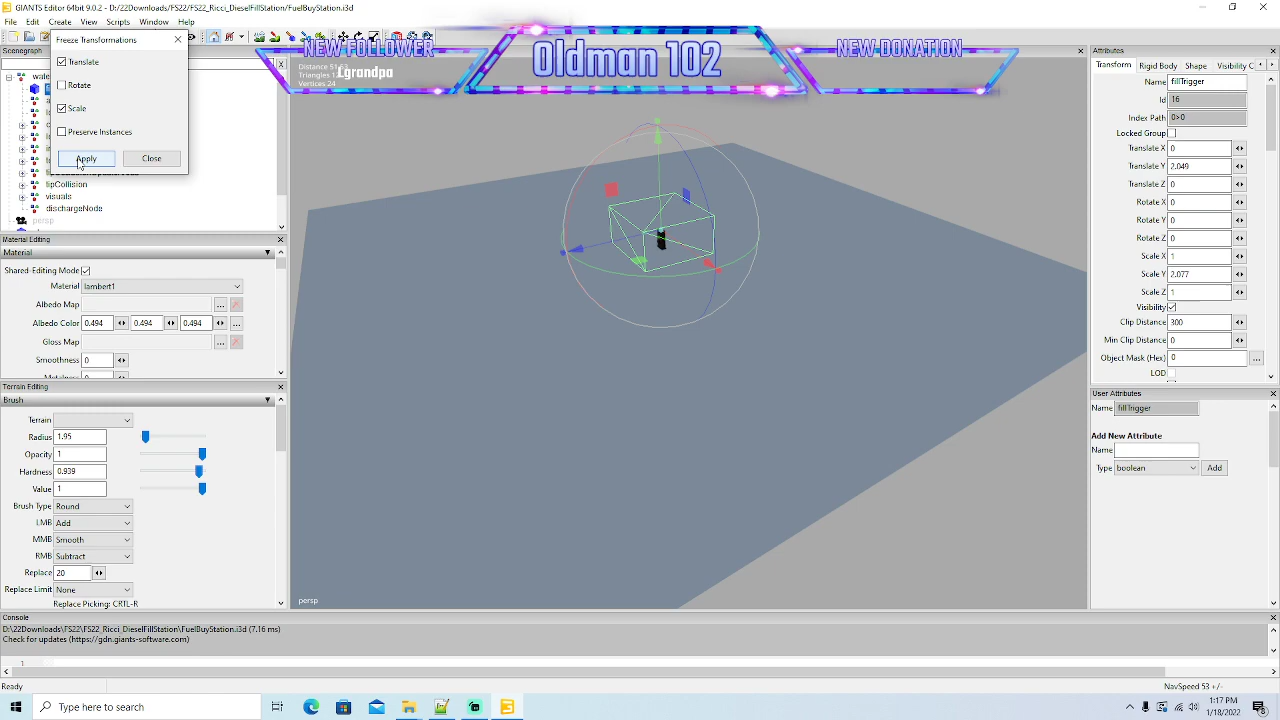 GIANTS Editor 64bit 9.0.2 - D:/22Downloads/FS22/FS22_Ricci_DieselFillStation/FuelBuyStation.i3d
File
Edit
Create
View
Freeze Transformations
Translate
Rotate
Scale
Preserve Instances
Apply
Close
flipCollision
visuals
dischargeNode
persp
NEW FOLLOWER
Lgrandpa
Oldman 102
NEW DONATION
Triangles 12
Vertices 24
persp
Material Editing
Material
Shared Editing Mode
Material
lambert1
Albedo Map
...
Albedo Color
0.494
0.494
0.494
...
Gloss Map
...
Smoothness
0
Terrain Editing
Brush
Terrain
Radius
1.95
Opacity
1
Hardness
0.939
Value
1
Brush Type
Round
LMB
Add
MMB
Smooth
RMB
Subtract
Replace
20
Replace Limit
None
Replace Picking: CRTL-R
Transform
Rigid Body
Shape
Visibility C
Name
fillTrigger
Id
16
Index Path
0>0
Locked Group
Translate X
0
Translate Y
2.049
Translate Z
0
Rotate X
0
Rotate Y
0
Rotate Z
0
Scale X
1
Scale Y
2.077
Scale Z
1
Visibility
Clip Distance
300
Min Clip Distance
0
Object Mask (Hex)
0
...
LOD
User Attributes
Name
fillTrigger
Add New Attribute
Name
Type
boolean
Add
Console
D:\22Downloads\FS22\FS22_Ricci_DieselFillStation\FuelBuyStation.i3d (7.16 ms)
Check for updates (https://gdn.giants-software.com)
1
Ready
NavSpeed 53 +/-
Type here to search
1:17 PM
1/18/2022